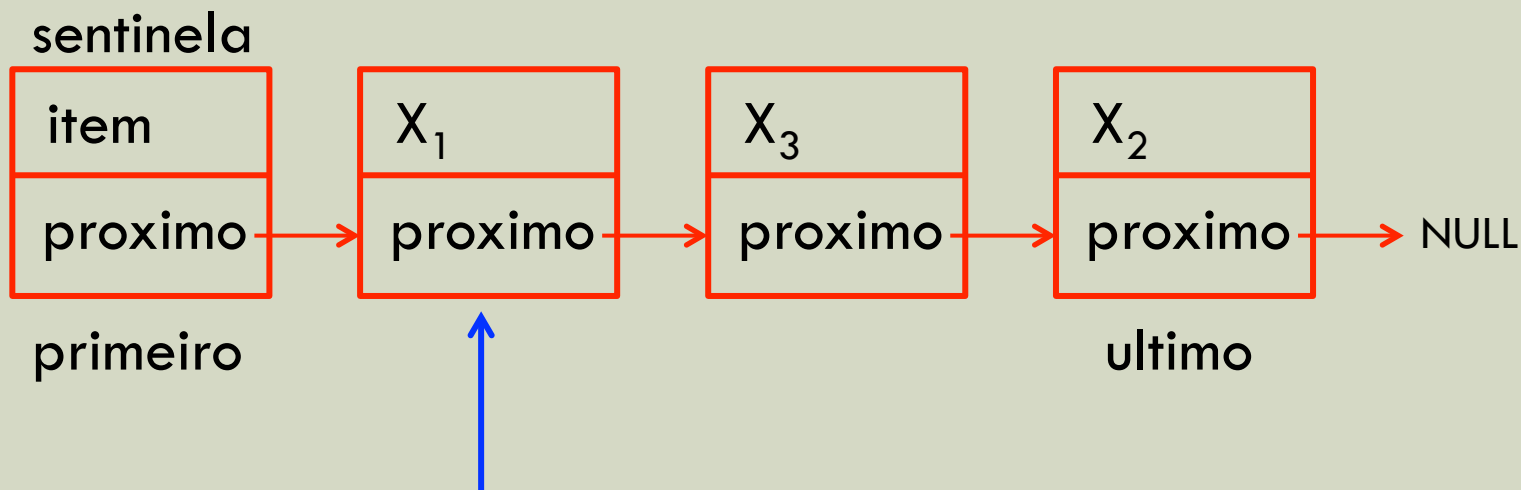 sentinela
item X₁ X₃ X₂
proximo proximo proximo proximo NULL
primeiro ultimo